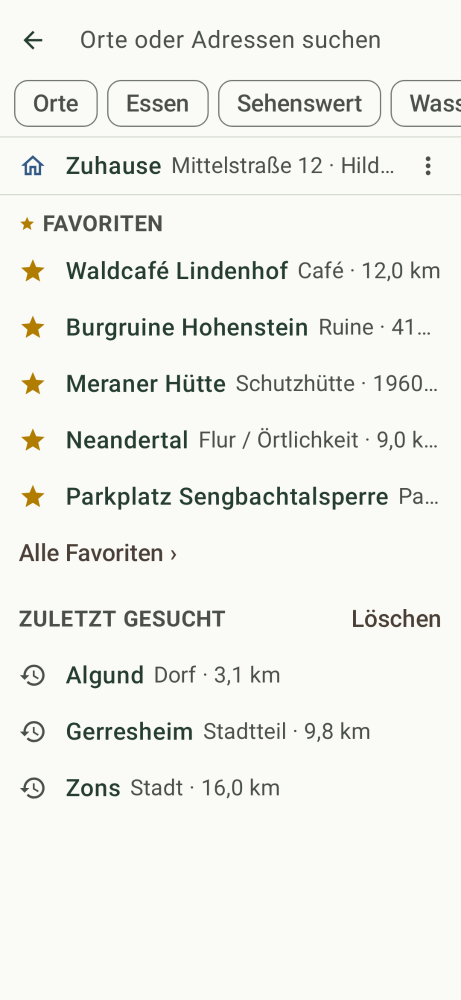 Orte oder Adressen suchen
Orte Essen Sehenswert Wass
Zuhause Mittelstraße 12 · Hild…
FAVORITEN
Waldcafé Lindenhof Café · 12,0 km
Burgruine Hohenstein Ruine · 41…
Meraner Hütte Schutzhütte · 1960…
Neandertal Flur / Örtlichkeit · 9,0 k…
Parkplatz Sengbachtalsperre Pa…
Alle Favoriten ›
ZULETZT GESUCHT Löschen
Algund Dorf · 3,1 km
Gerresheim Stadtteil · 9,8 km
Zons Stadt · 16,0 km